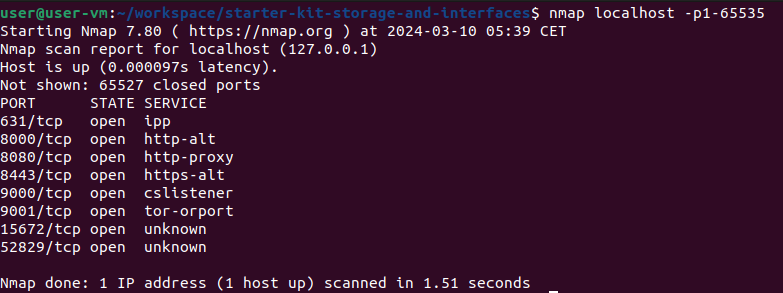 user@user-vm:~/workspace/starter-kit-storage-and-interfaces$ nmap localhost -p1-65535
Starting Nmap 7.80 ( https://nmap.org ) at 2024-03-10 05:39 CET
Nmap scan report for localhost (127.0.0.1)
Host is up (0.000097s latency).
Not shown: 65527 closed ports
PORT      STATE SERVICE
631/tcp   open  ipp
8000/tcp  open  http-alt
8080/tcp  open  http-proxy
8443/tcp  open  https-alt
9000/tcp  open  cslistener
9001/tcp  open  tor-orport
15672/tcp open  unknown
52829/tcp open  unknown
Nmap done: 1 IP address (1 host up) scanned in 1.51 seconds